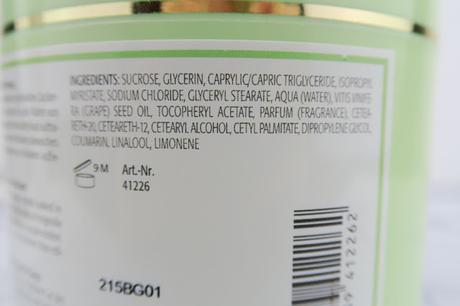 INGREDIENTS: SUCROSE, GLYCERIN, CAPRYLIC/CAPRIC TRIGLYCERIDE, ISOPROPYL
MYRISTATE, SODIUM CHLORIDE, GLYCERYL STEARATE, AQUA (WATER), VITIS VINIFE-
RA (GRAPE) SEED OIL, TOCOPHERYL ACETATE, PARFUM (FRAGRANCE), CETEA-
RETH-20, CETEARETH-12, CETEARYL ALCOHOL, CETYL PALMITATE, DIPROPYLENE GLYCOL,
COUMARIN, LINALOOL, LIMONENE
9 M
Art.-Nr.
41226
412262
215BG01